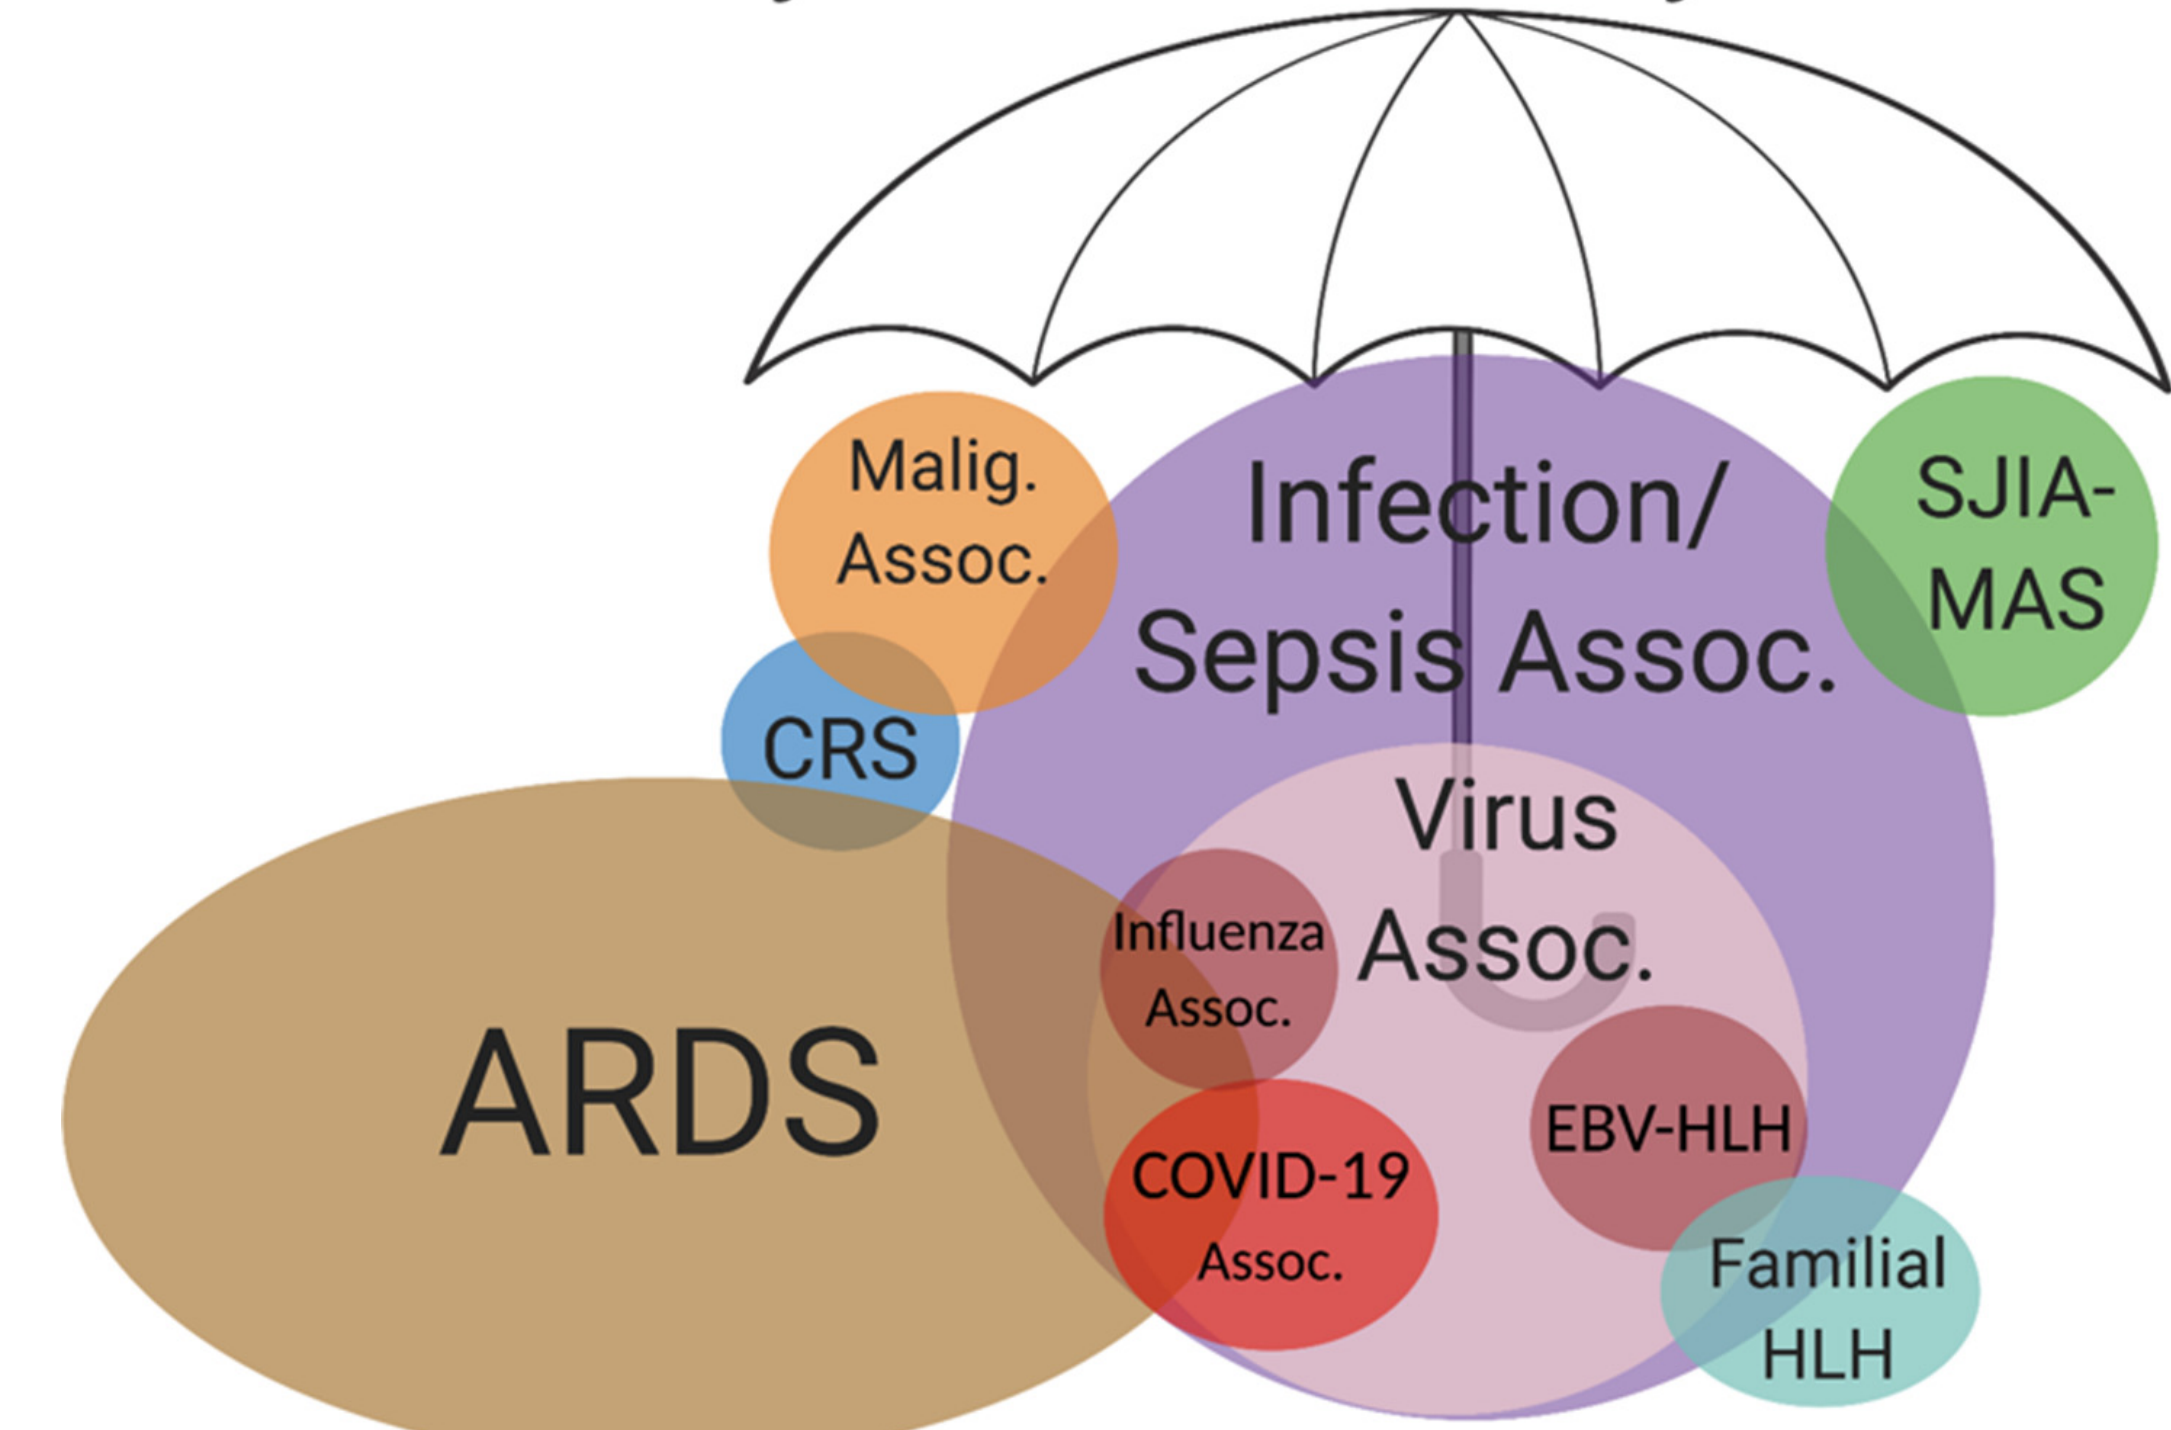 Malig.
Assoc.
Infection/
Sepsis Assoc.
SJIA-
MAS
CRS
Virus
Assoc.
Influenza
Assoc.
ARDS
COVID-19
Assoc.
EBV-HLH
Familial
HLH